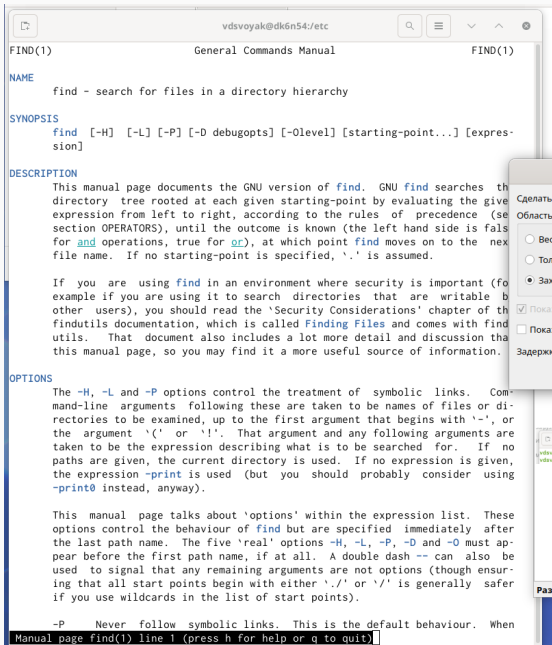 vdsvoyak@dk6n54:/etc
FIND(1) General Commands Manual FIND(1)
NAME
find - search for files in a directory hierarchy
SYNOPSIS
find [-H] [-L] [-P] [-D debugopts] [-Olevel] [starting-point...] [expres-
sion]
DESCRIPTION
This manual page documents the GNU version of find. GNU find searches th
directory tree rooted at each given starting-point by evaluating the give
expression from left to right, according to the rules of precedence (se
section OPERATORS), until the outcome is known (the left hand side is fals
for and operations, true for or), at which point find moves on to the nex
file name. If no starting-point is specified, `.' is assumed.
If you are using find in an environment where security is important (fo
example if you are using it to search directories that are writable b
other users), you should read the `Security Considerations' chapter of th
findutils documentation, which is called Finding Files and comes with find
utils. That document also includes a lot more detail and discussion tha
this manual page, so you may find it a more useful source of information.
OPTIONS
The -H, -L and -P options control the treatment of symbolic links. Com-
mand-line arguments following these are taken to be names of files or di-
rectories to be examined, up to the first argument that begins with `-', or
the argument `(' or `!'. That argument and any following arguments are
taken to be the expression describing what is to be searched for. If no
paths are given, the current directory is used. If no expression is given,
the expression -print is used (but you should probably consider using
-print0 instead, anyway).
This manual page talks about `options' within the expression list. These
options control the behaviour of find but are specified immediately after
the last path name. The five `real' options -H, -L, -P, -D and -O must ap-
pear before the first path name, if at all. A double dash -- can also be
used to signal that any remaining arguments are not options (though ensur-
ing that all start points begin with either `./' or `/' is generally safer
if you use wildcards in the list of start points).
-P Never follow symbolic links. This is the default behaviour. When
Manual page find(1) line 1 (press h for help or q to quit)
Сделать
Область
Вес
Тол
Зах
Пока
Пока
Задержк
Раз